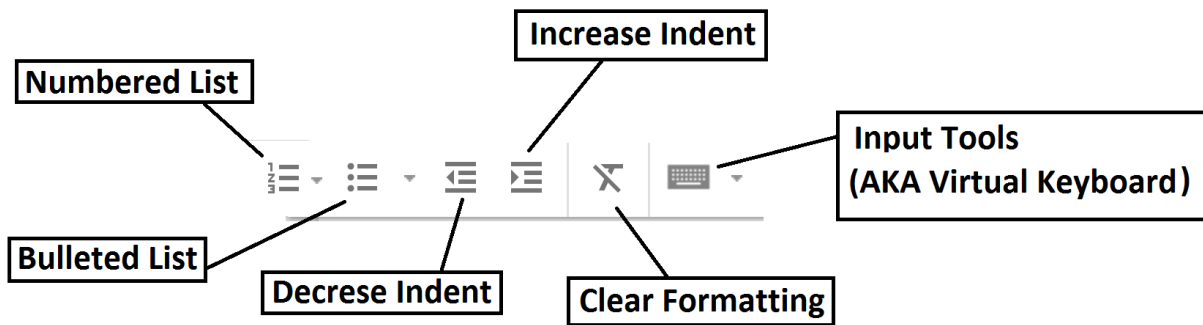 Increase Indent
Numbered List
Input Tools
(AKA Virtual Keyboard)
Bulleted List
Decrese Indent
Clear Formatting